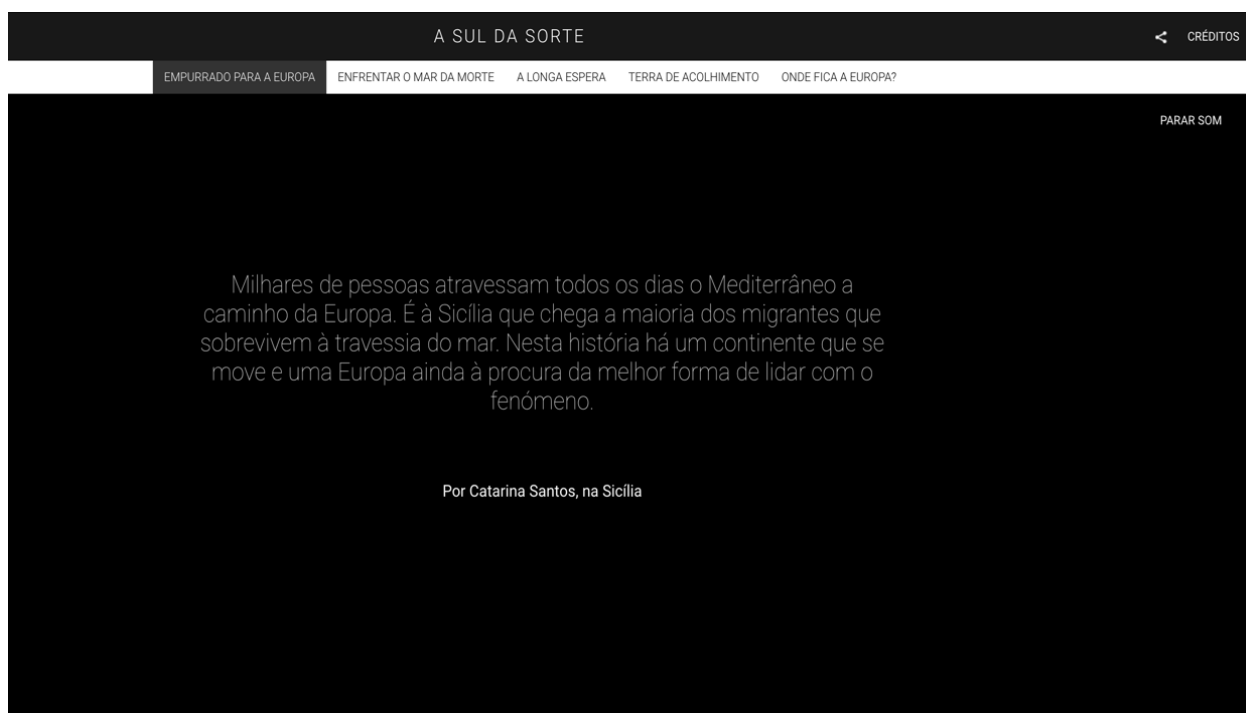 A SUL DA SORTE
CRÉDITOS
EMPURRADO PARA A EUROPA ENFRENTAR O MAR DA MORTE A LONGA ESPERA TERRA DE ACOLHIMENTO ONDE FICA A EUROPA?
PARAR SOM
Milhares de pessoas atravessam todos os dias o Mediterrâneo a
caminho da Europa. É à Sicília que chega a maioria dos migrantes que
sobrevivem à travessia do mar. Nesta história há um continente que se
move e uma Europa ainda à procura da melhor forma de lidar com o
fenómeno.
Por Catarina Santos, na Sicília